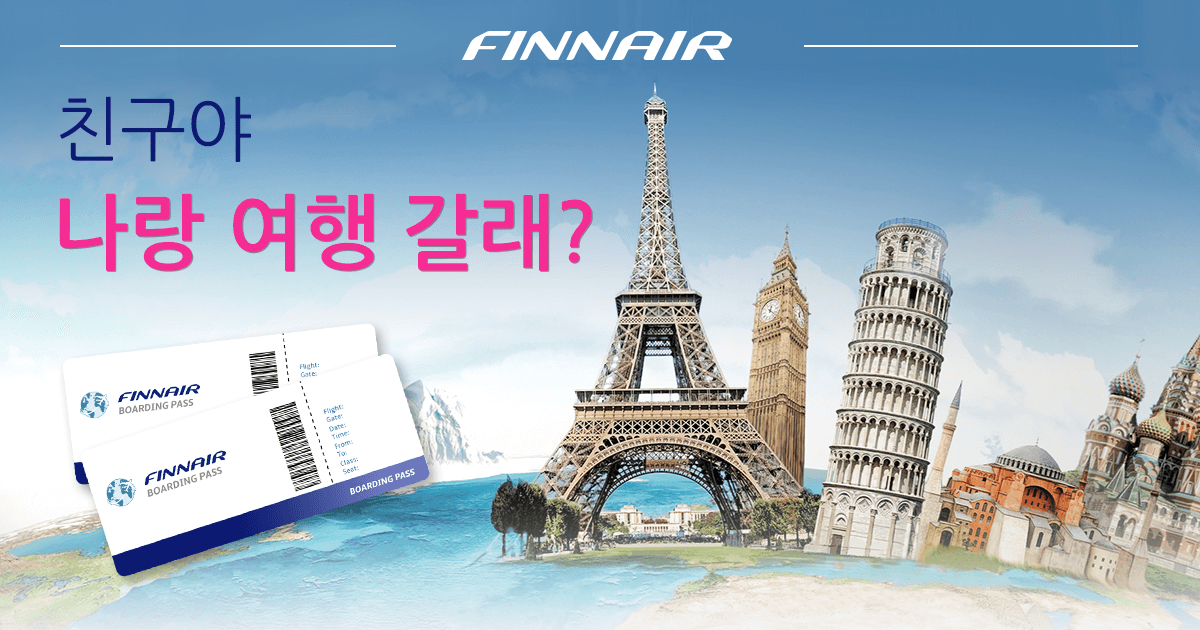 FINNAIR
친구야
나랑 여행 갈래?
FINNAIR
BOARDING PASS
Flight:
Gate:
FINNAIR
BOARDING PASS
Flight:
Gate:
Date:
Time:
From:
To:
Class:
Seat:
BOARDING PASS